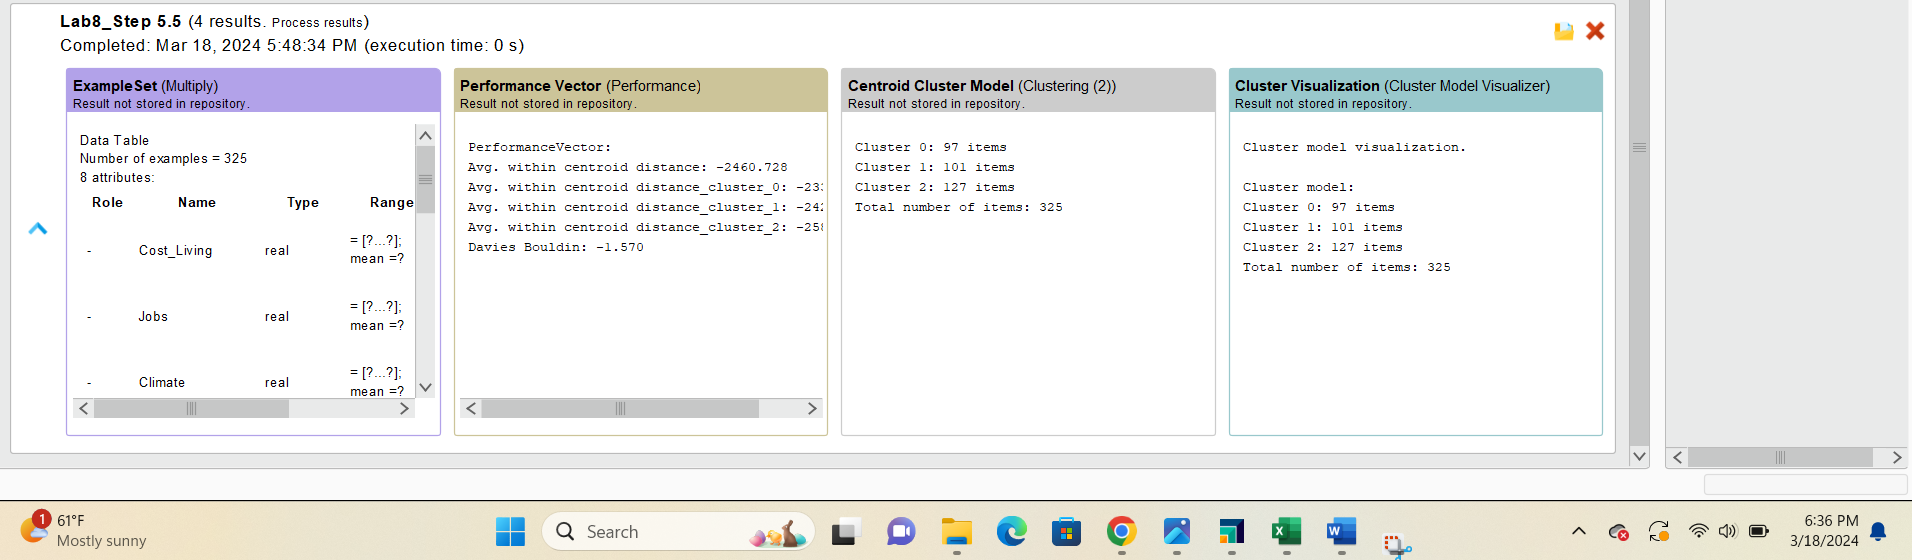 Lab8_Step 5.5 (4 results. Process results)
Completed: Mar 18, 2024 5:48:34 PM (execution time: 0 s)
ExampleSet (Multiply)
Result not stored in repository.
Data Table
Number of examples = 325
8 attributes:
Role Name Type Range
- Cost_Living real = [?...?]; mean =?
- Jobs real = [?...?]; mean =?
- Climate real = [?...?]; mean =?
Performance Vector (Performance)
Result not stored in repository.
PerformanceVector:
Avg. within centroid distance: -2460.728
Avg. within centroid distance_cluster_0: -233
Avg. within centroid distance_cluster_1: -242
Avg. within centroid distance_cluster_2: -258
Davies Bouldin: -1.570
Centroid Cluster Model (Clustering (2))
Result not stored in repository.
Cluster 0: 97 items
Cluster 1: 101 items
Cluster 2: 127 items
Total number of items: 325
Cluster Visualization (Cluster Model Visualizer)
Result not stored in repository.
Cluster model visualization.
Cluster model:
Cluster 0: 97 items
Cluster 1: 101 items
Cluster 2: 127 items
Total number of items: 325
1
61°F
Mostly sunny
Search
6:36 PM
3/18/2024